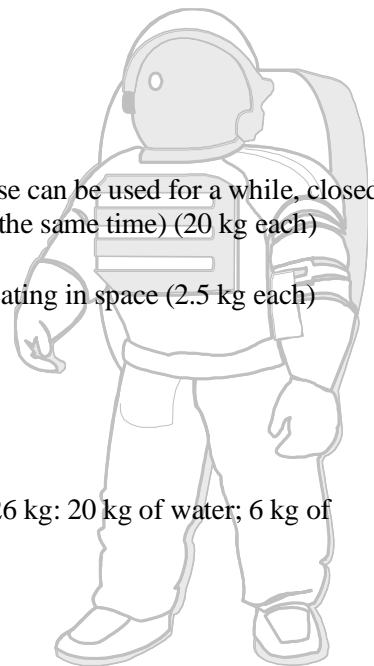 se can be used for a while, closed
the same time) (20 kg each)
ating in space (2.5 kg each)
26 kg: 20 kg of water; 6 kg of